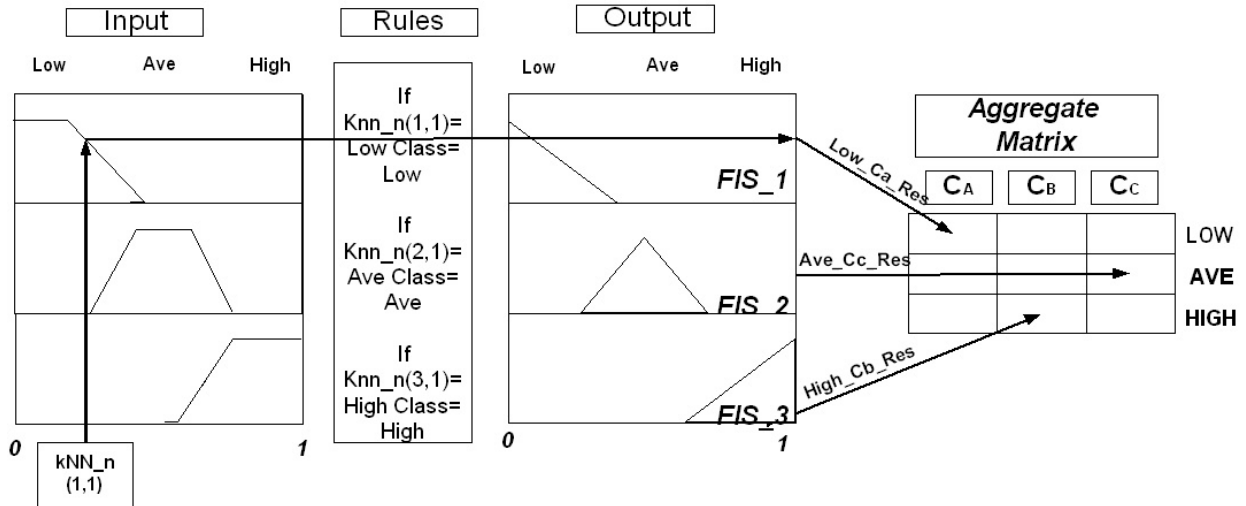 Input
Rules
Output
Low Ave High
Low Ave High
If
Knn_n(1,1)=
Low Class=
Low
If
Knn_n(2,1)=
Ave Class=
Ave
If
Knn_n(3,1)=
High Class=
High
FIS_1
FIS_2
FIS_3
0 1
0 1
kNN_n
(1,1)
Low_Ca_Res
Ave_Cc_Res
High_Cb_Res
Aggregate
Matrix
CA CB CC
LOW
AVE
HIGH